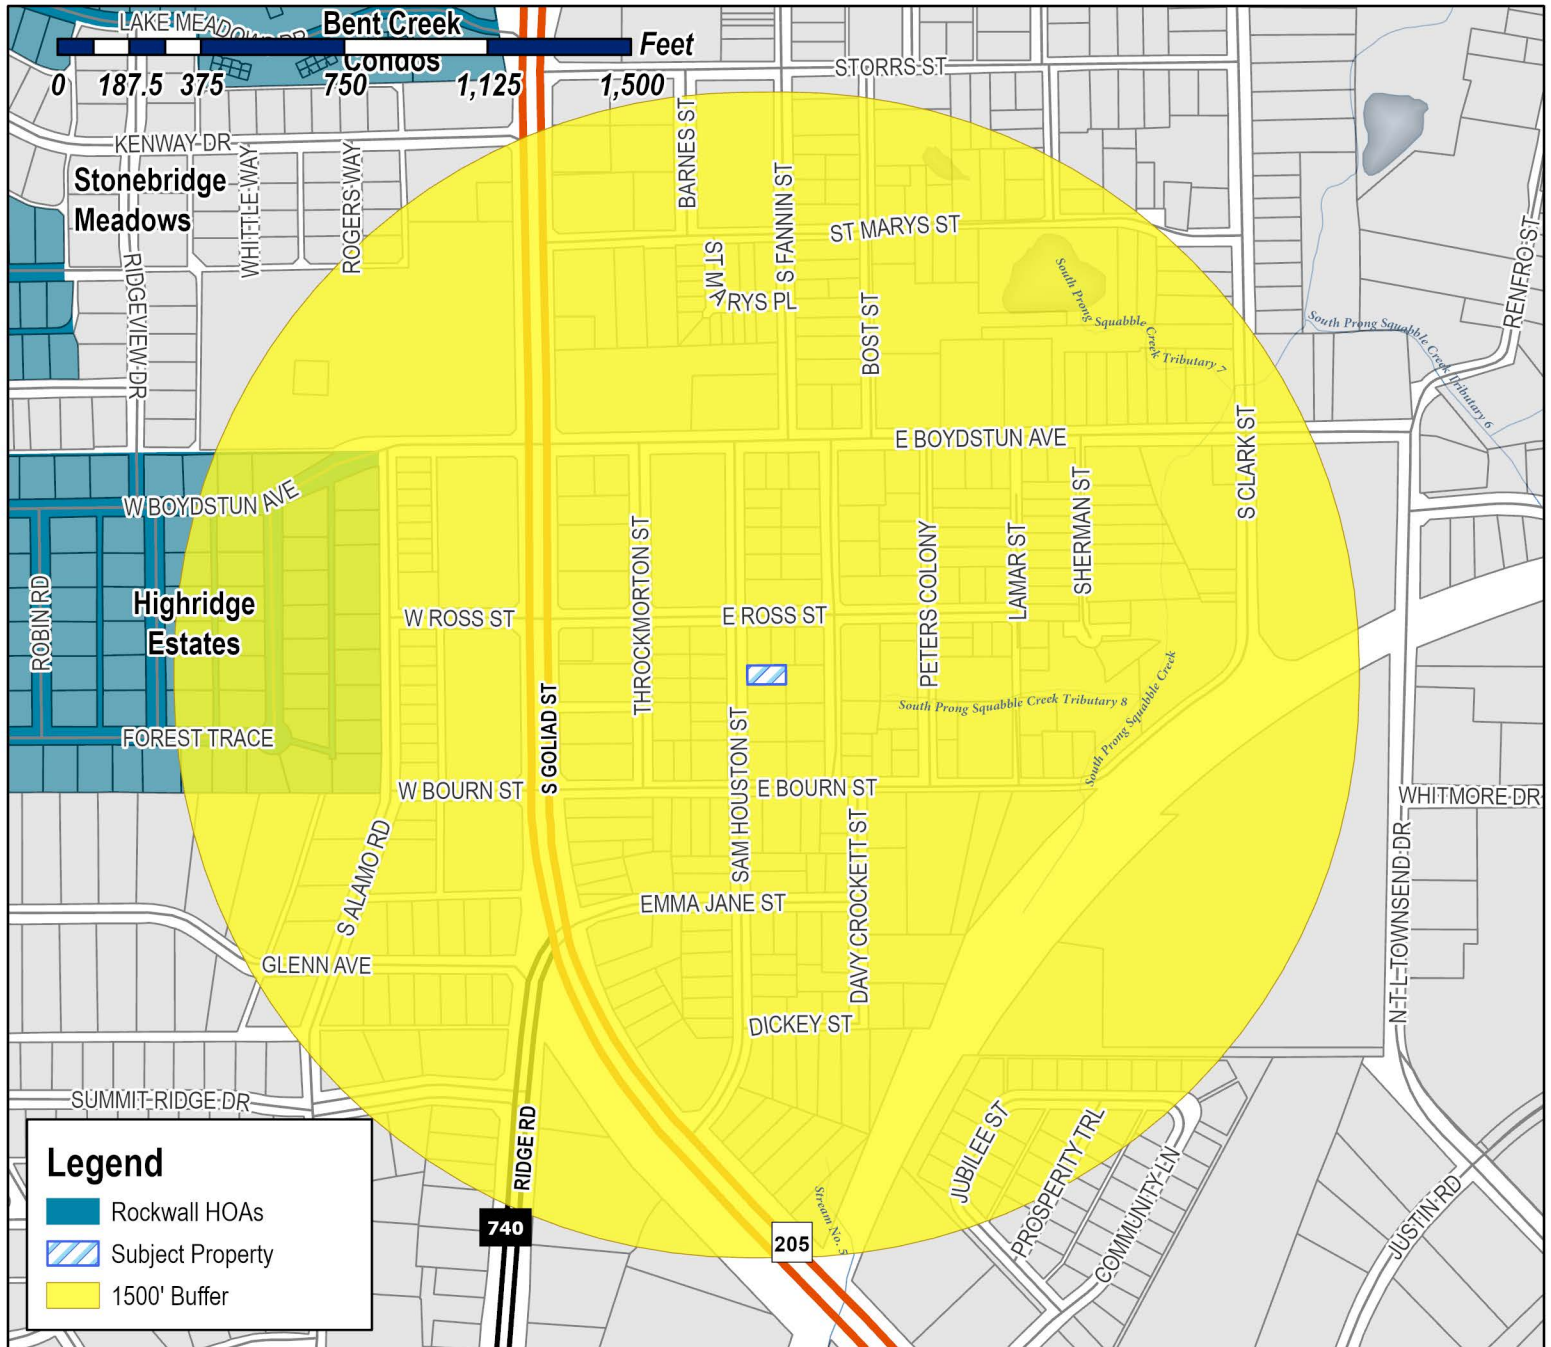 LAKE MEADOWS DR
Bent Creek
Condos
Feet
0 187.5 375 750 1,125 1,500
STORRS ST
KENWAY DR
Stonebridge
Meadows
WHITTLE WAY
ROGERS WAY
BARNES ST
S FANNIN ST
ST MARYS ST
ST MARYS PL
BOST ST
RIDGEVIEW DR
South Prong Squabble Creek Tributary 7
South Prong Squabble Creek Tributary 6
RENFRO ST
E BOYDSTUN AVE
W BOYDSTUN AVE
S CLARK ST
THROCKMORTON ST
PETERS COLONY
LAMAR ST
SHERMAN ST
ROBIN RD
Highridge
Estates
W ROSS ST
E ROSS ST
S GOLIAD ST
SAM HOUSTON ST
South Prong Squabble Creek Tributary 8
South Prong Squabble Creek
FOREST TRACE
W BOURN ST
E BOURN ST
WHITMORE DR
S ALAMO RD
DAVY CROCKETT ST
N T L TOWNSEND DR
EMMA JANE ST
GLENN AVE
DICKEY ST
SUMMIT RIDGE DR
RIDGE RD
JUBILEE ST
PROSPERITY TRL
COMMUNITY LN
JUSTIN RD
Stream No. 5
740
205
Legend
Rockwall HOAs
Subject Property
1500' Buffer